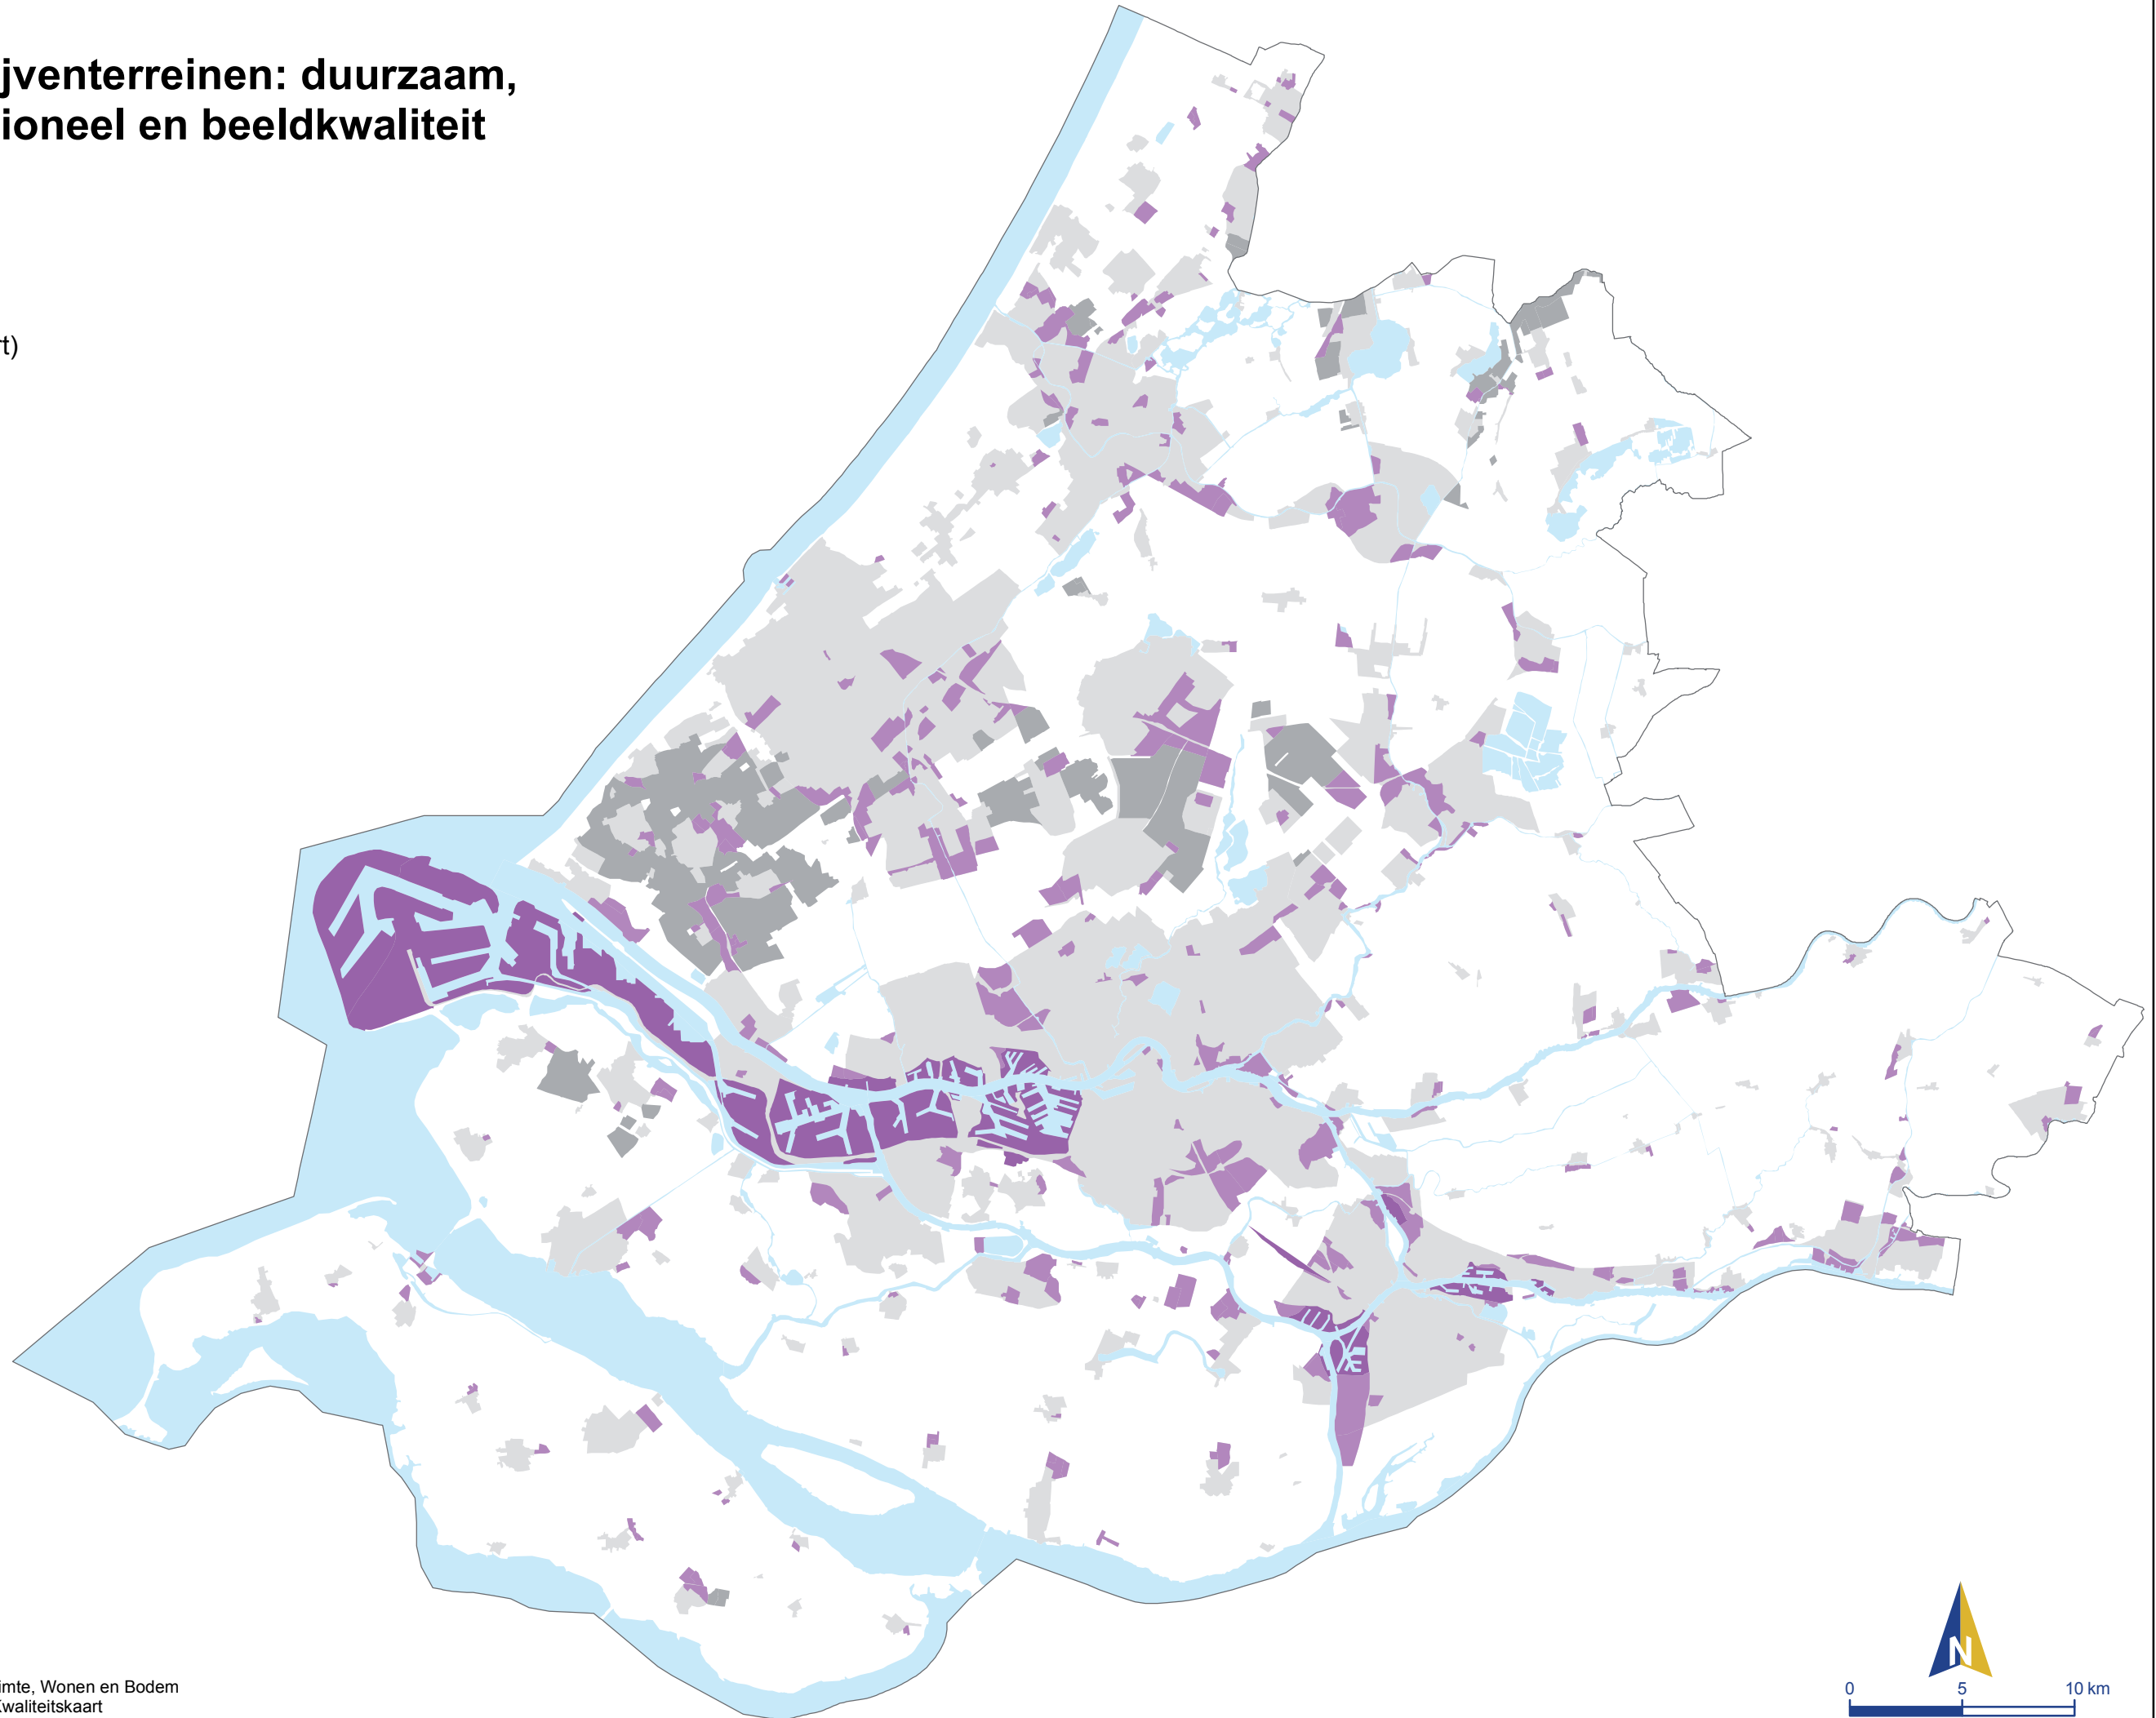 jventerreinen: duurzaam,
ioneel en beeldkwaliteit
t)
imte, Wonen en Bodem
Kwaliteitskaart
N
0 5 10 km